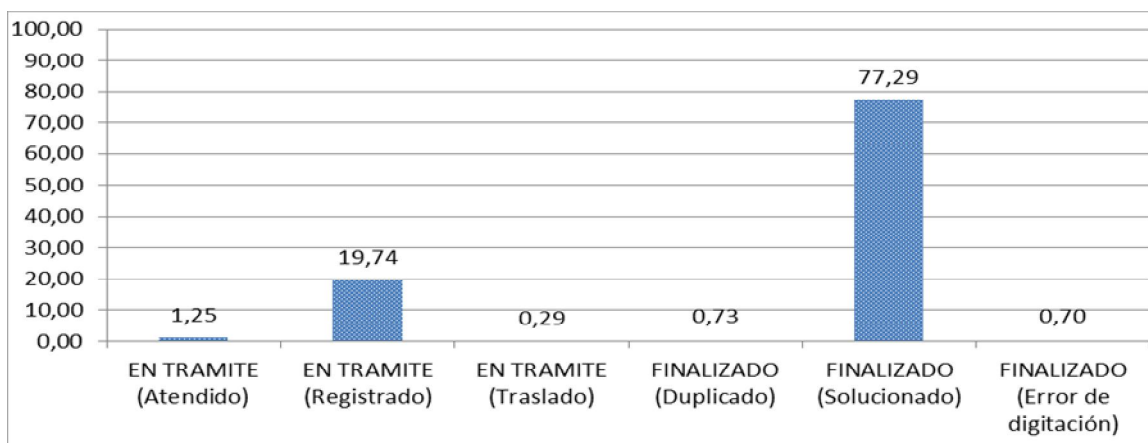 100,00
90,00
80,00
70,00
60,00
50,00
40,00
30,00
20,00
10,00
0,00
1,25
19,74
0,29
0,73
77,29
0,70
EN TRAMITE
(Atendido)
EN TRAMITE
(Registrado)
EN TRAMITE
(Traslado)
FINALIZADO
(Duplicado)
FINALIZADO
(Solucionado)
FINALIZADO
(Error de
digitación)